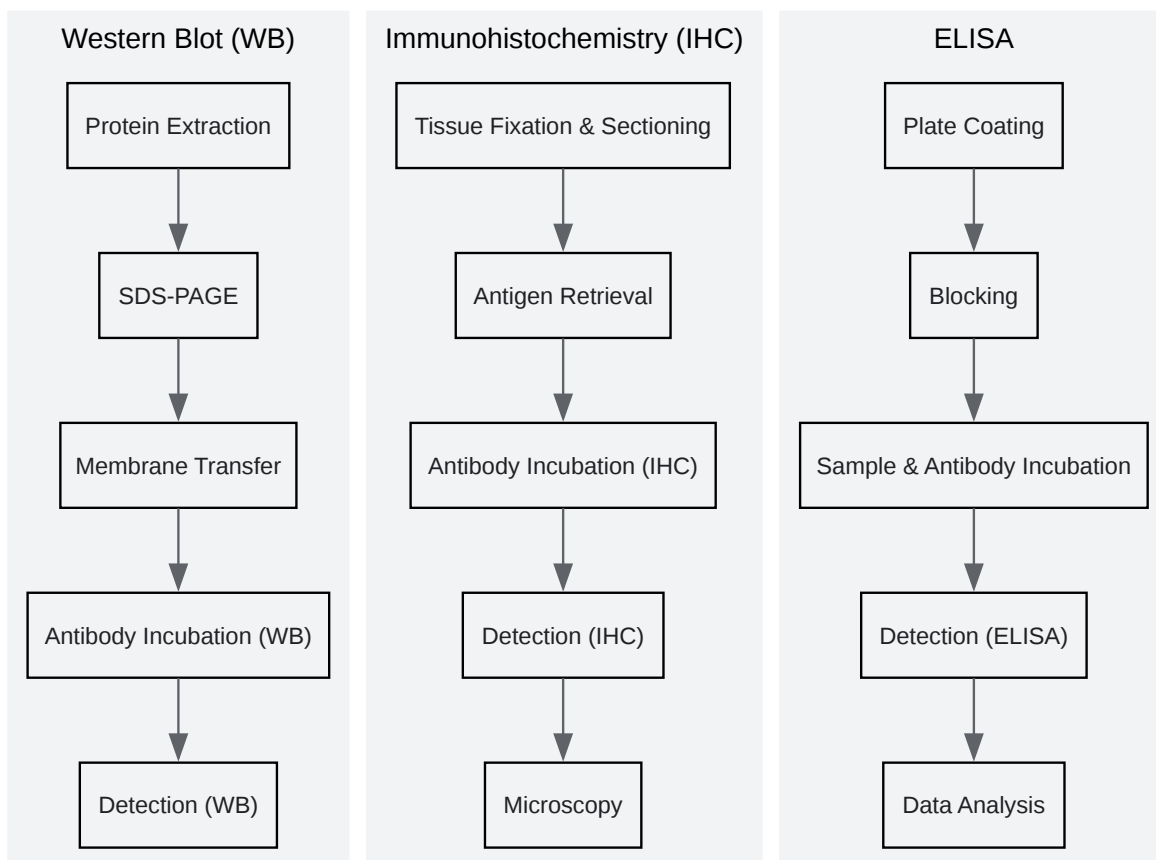 Western Blot (WB)
Protein Extraction
SDS-PAGE
Membrane Transfer
Antibody Incubation (WB)
Detection (WB)
Immunohistochemistry (IHC)
Tissue Fixation & Sectioning
Antigen Retrieval
Antibody Incubation (IHC)
Detection (IHC)
Microscopy
ELISA
Plate Coating
Blocking
Sample & Antibody Incubation
Detection (ELISA)
Data Analysis